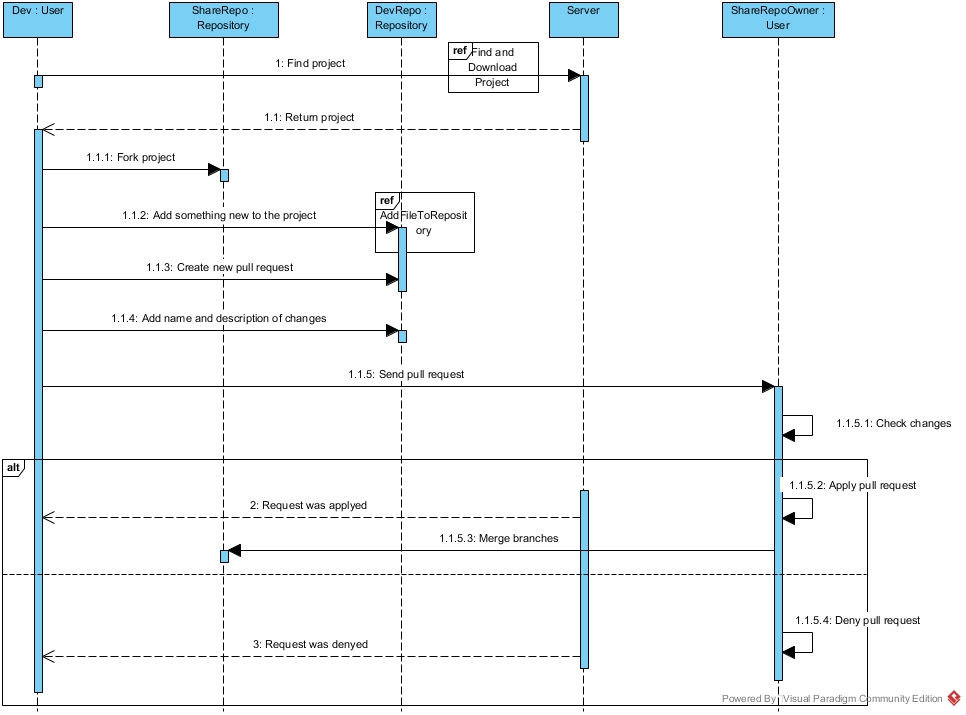 Dev : User
ShareRepo :
Repository
DevRepo :
Repository
Server
ShareRepoOwner :
User
ref
Find and
Download
Project
1: Find project
1.1: Return project
1.1.1: Fork project
ref
AddFileToReposit
ory
1.1.2: Add something new to the project
1.1.3: Create new pull request
1.1.4: Add name and description of changes
1.1.5: Send pull request
1.1.5.1: Check changes
alt
1.1.5.2: Apply pull request
2: Request was applyed
1.1.5.3: Merge branches
1.1.5.4: Deny pull request
3: Request was denyed
Powered By: Visual Paradigm Community Edition